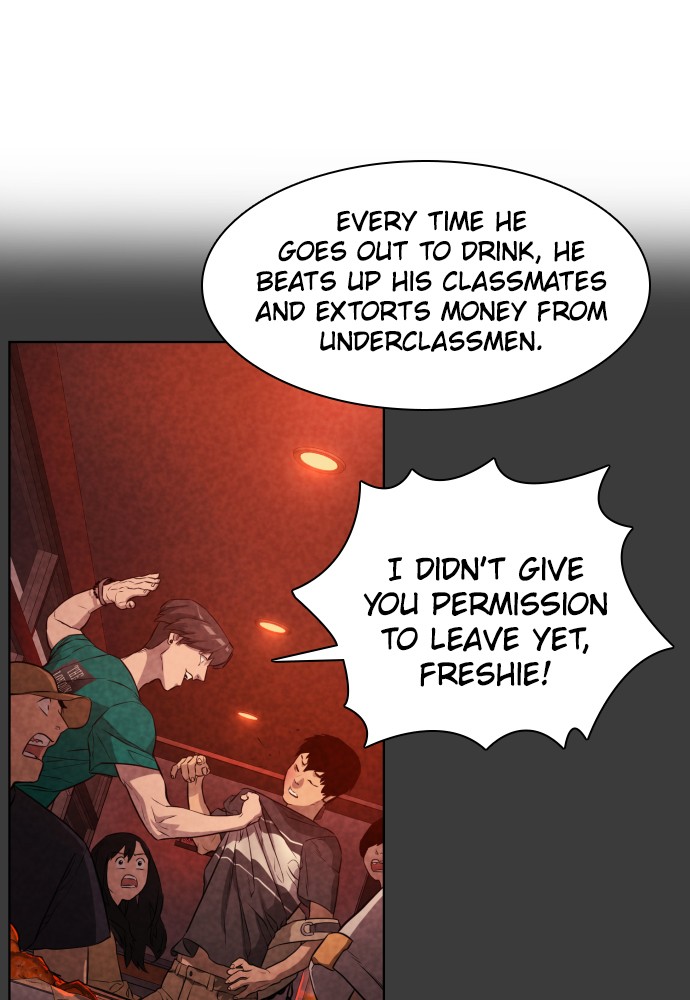 EVERY TIME HE
GOES OUT TO DRINK, HE
BEATS UP HIS CLASSMATES
AND EXTORTS MONEY FROM
UNDERCLASSMEN.
I DIDN'T GIVE
YOU PERMISSION
TO LEAVE YET,
FRESHIE!